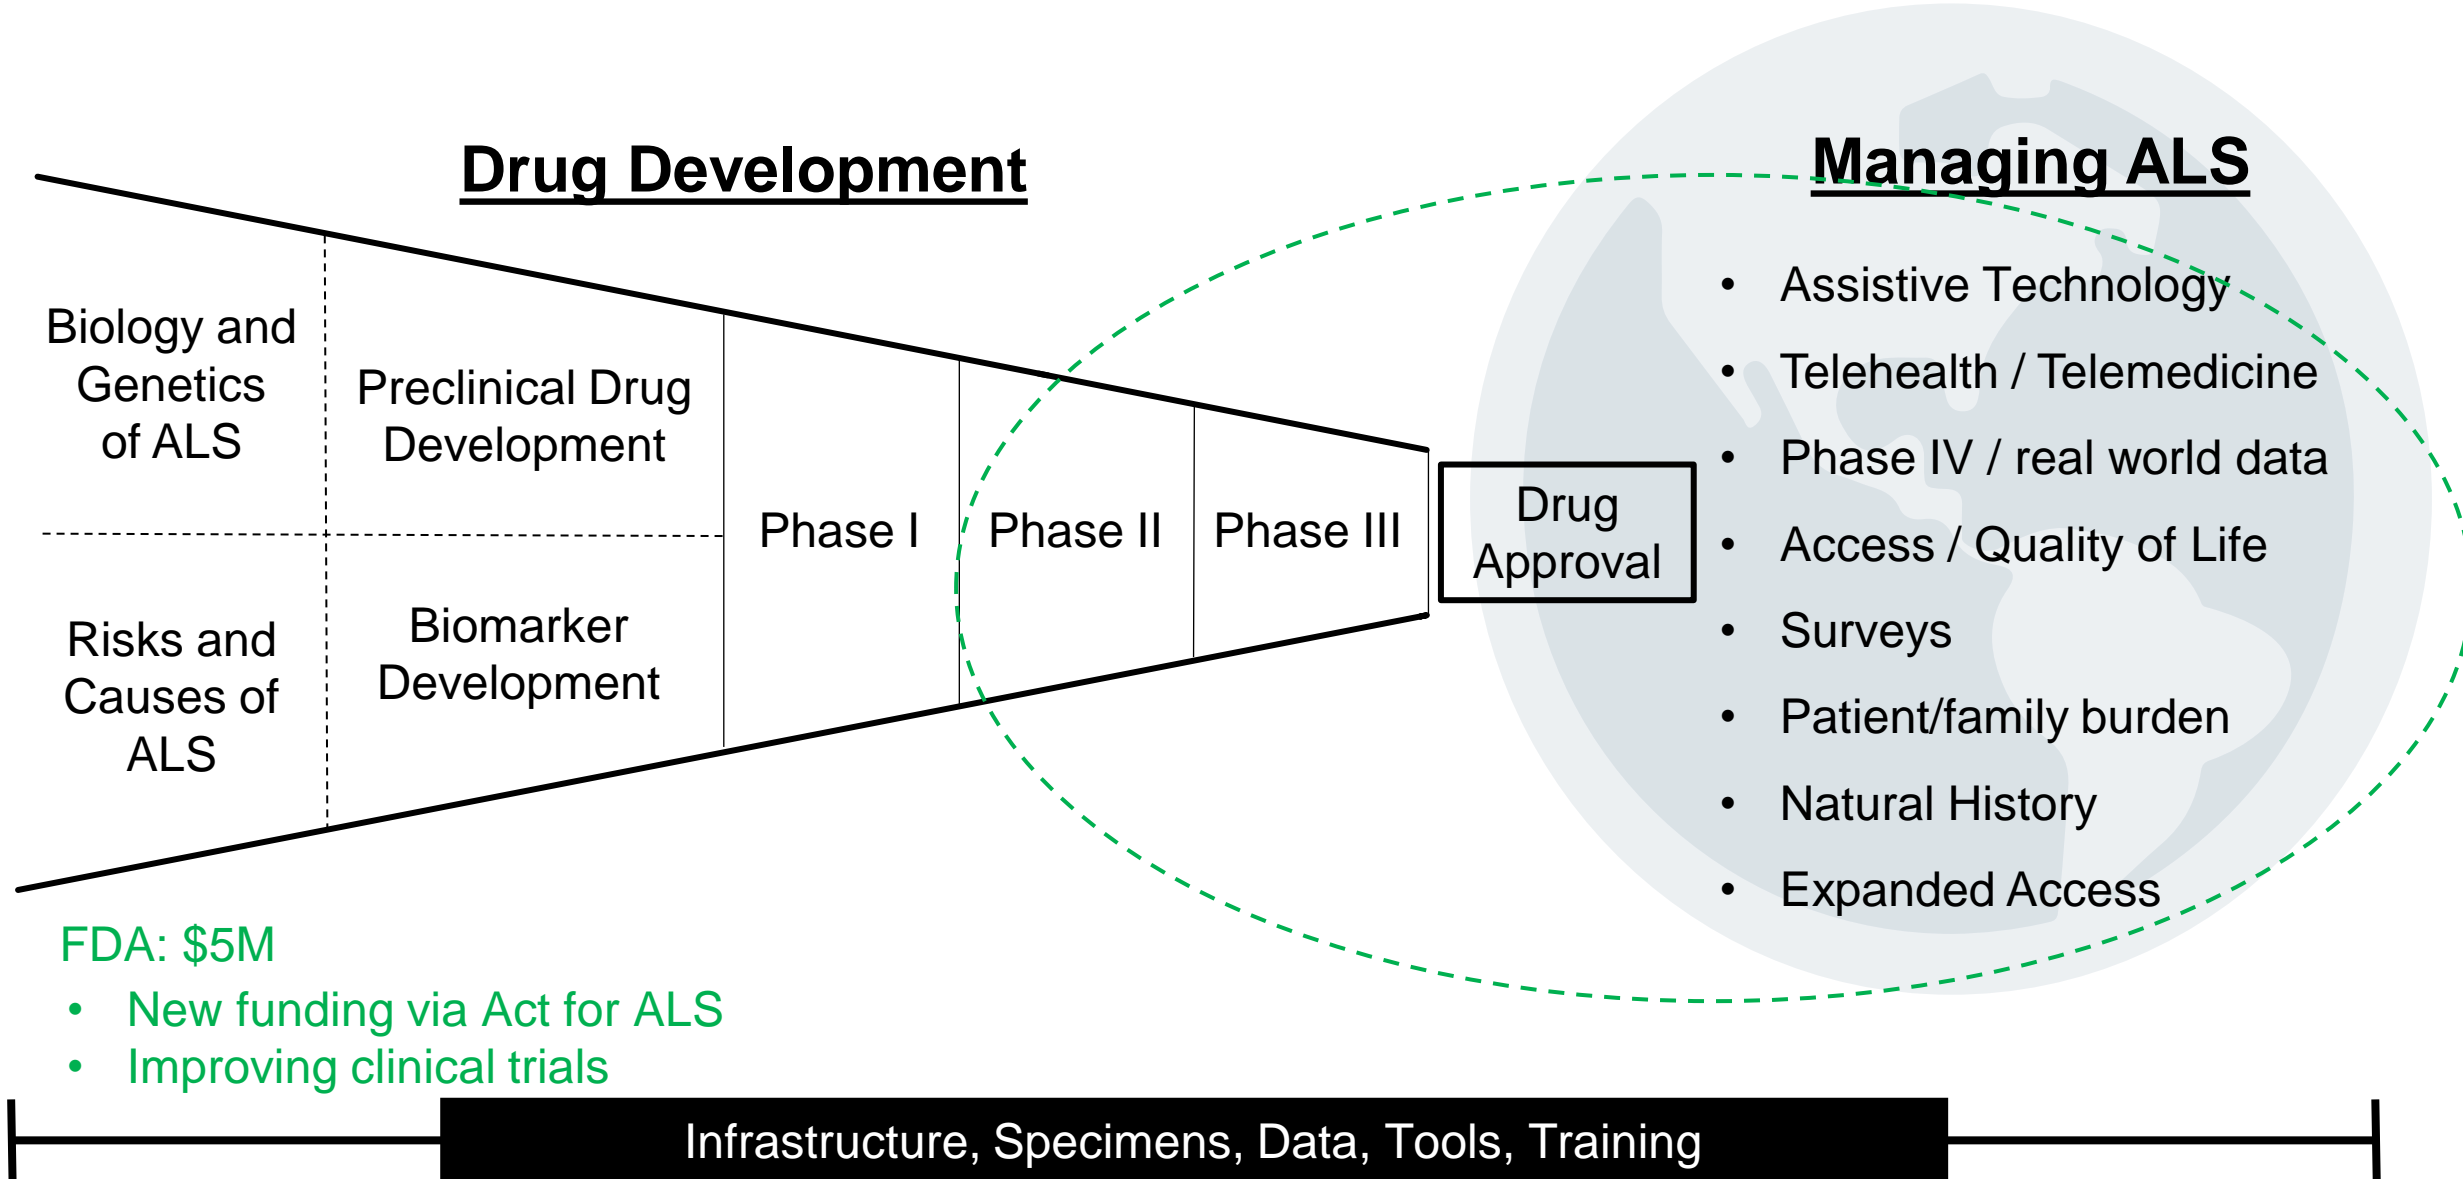 Drug Development
Managing ALS
Biology and
Genetics
of ALS
Risks and
Causes of
ALS
Preclinical Drug
Development
Biomarker
Development
Phase I
Phase II
Phase III
Drug
Approval
• Assistive Technology
• Telehealth / Telemedicine
• Phase IV / real world data
• Access / Quality of Life
• Surveys
• Patient/family burden
• Natural History
• Expanded Access
FDA: $5M
• New funding via Act for ALS
• Improving clinical trials
Infrastructure, Specimens, Data, Tools, Training